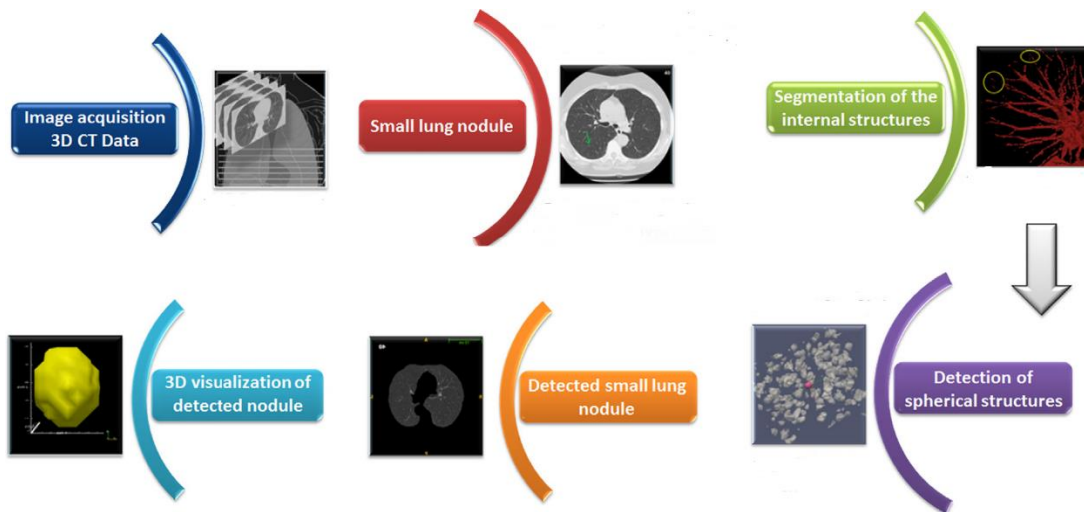 Image acquisition
3D CT Data
Small lung nodule
Segmentation of the
internal structures
3D visualization of
detected nodule
Detected small lung
nodule
Detection of
spherical structures